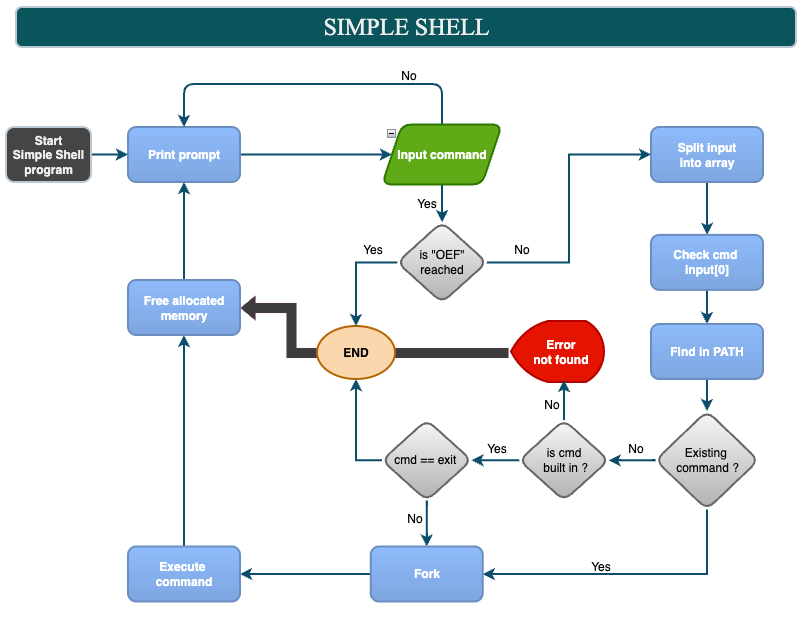 SIMPLE SHELL
No
Start
Simple Shell
program
Print prompt
Input command
Split input
into array
Yes
Yes
is "OEF"
reached
No
Check cmd
input[0]
Free allocated
memory
END
Error
not found
FInd in PATH
No
cmd == exit
Yes
is cmd
built in ?
No
Existing
command ?
No
Execute
command
Fork
Yes